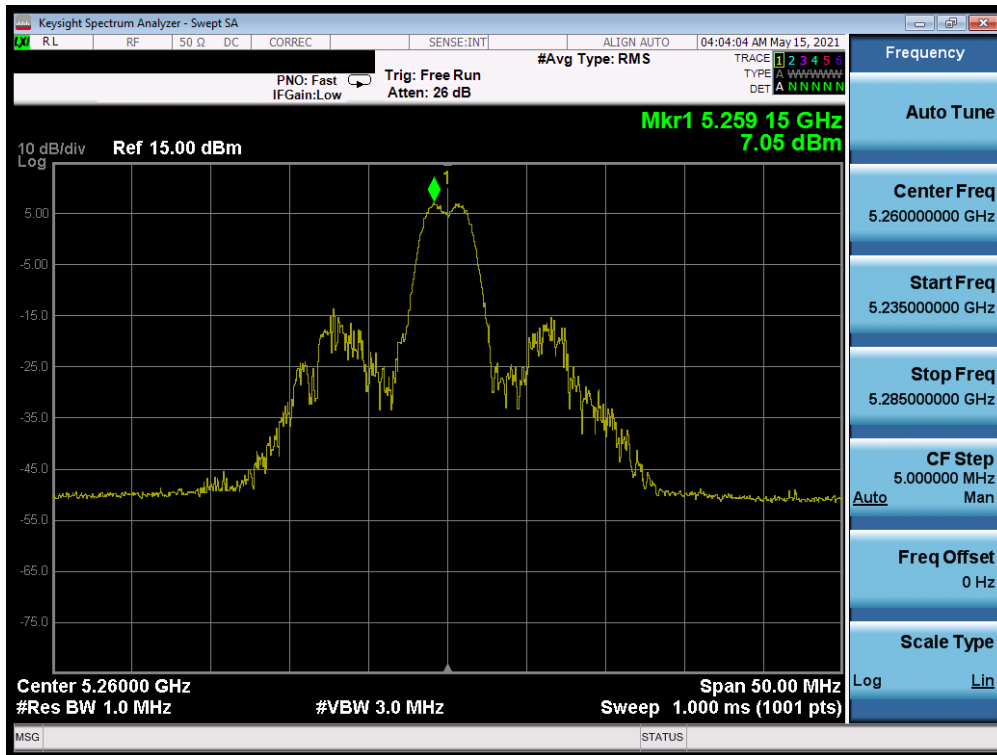 Keysight Spectrum Analyzer - Swept SA
LXI RL RF 50 Ω DC CORREC SENSE:INT ALIGN AUTO 04:04:04 AM May 15, 2021
#Avg Type: RMS TRACE 1 2 3 4 5 6
PNO: Fast Trig: Free Run TYPE A WWWWW
IFGain:Low Atten: 26 dB DET A N N N N N
Mkr1 5.259 15 GHz
7.05 dBm
10 dB/div Ref 15.00 dBm
Log
1
5.00
-5.00
-15.0
-25.0
-35.0
-45.0
-55.0
-65.0
-75.0
Center 5.26000 GHz Span 50.00 MHz
#Res BW 1.0 MHz #VBW 3.0 MHz Sweep 1.000 ms (1001 pts)
MSG STATUS
Frequency
Auto Tune
Center Freq
5.260000000 GHz
Start Freq
5.235000000 GHz
Stop Freq
5.285000000 GHz
CF Step
5.000000 MHz
Auto Man
Freq Offset
0 Hz
Scale Type
Log Lin